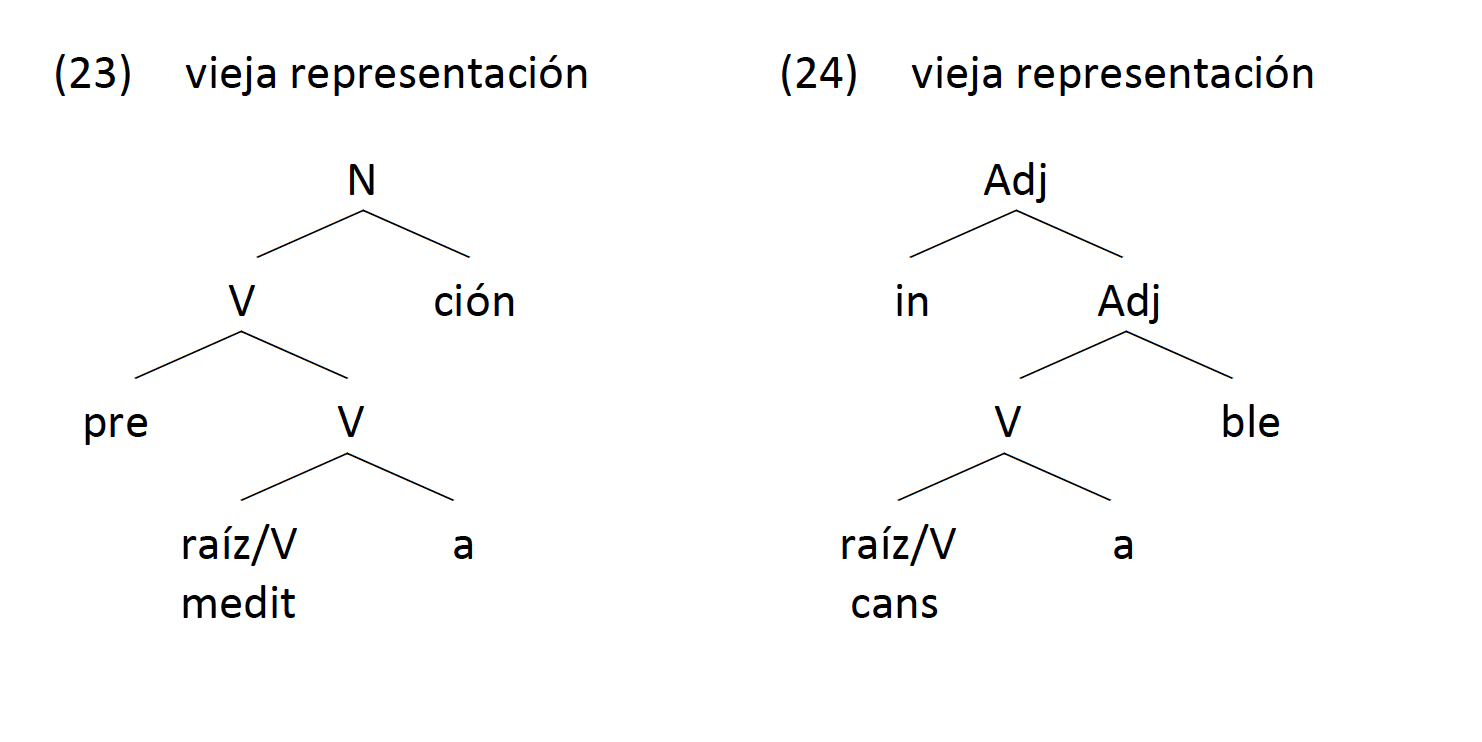 (23) vieja representación
N
V ción
pre V
raíz/V a
medit
(24) vieja representación
Adj
in Adj
V ble
raíz/V a
cans